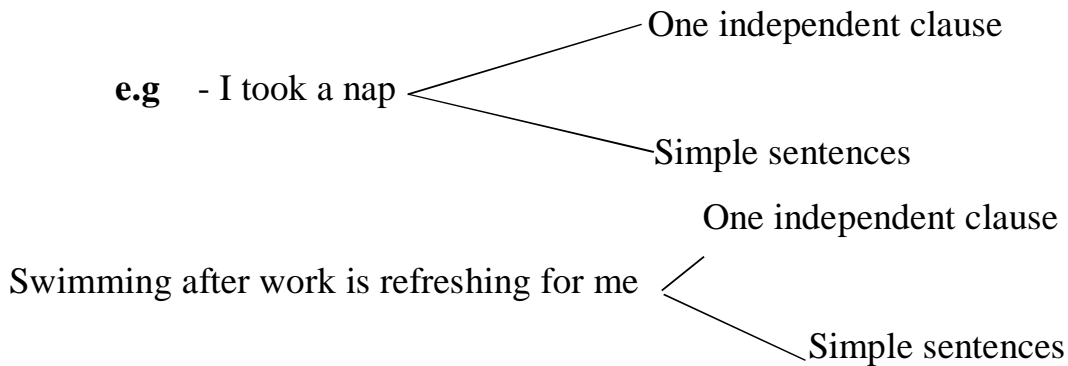 One independent clause
e.g - I took a nap
Simple sentences
One independent clause
Swimming after work is refreshing for me
Simple sentences